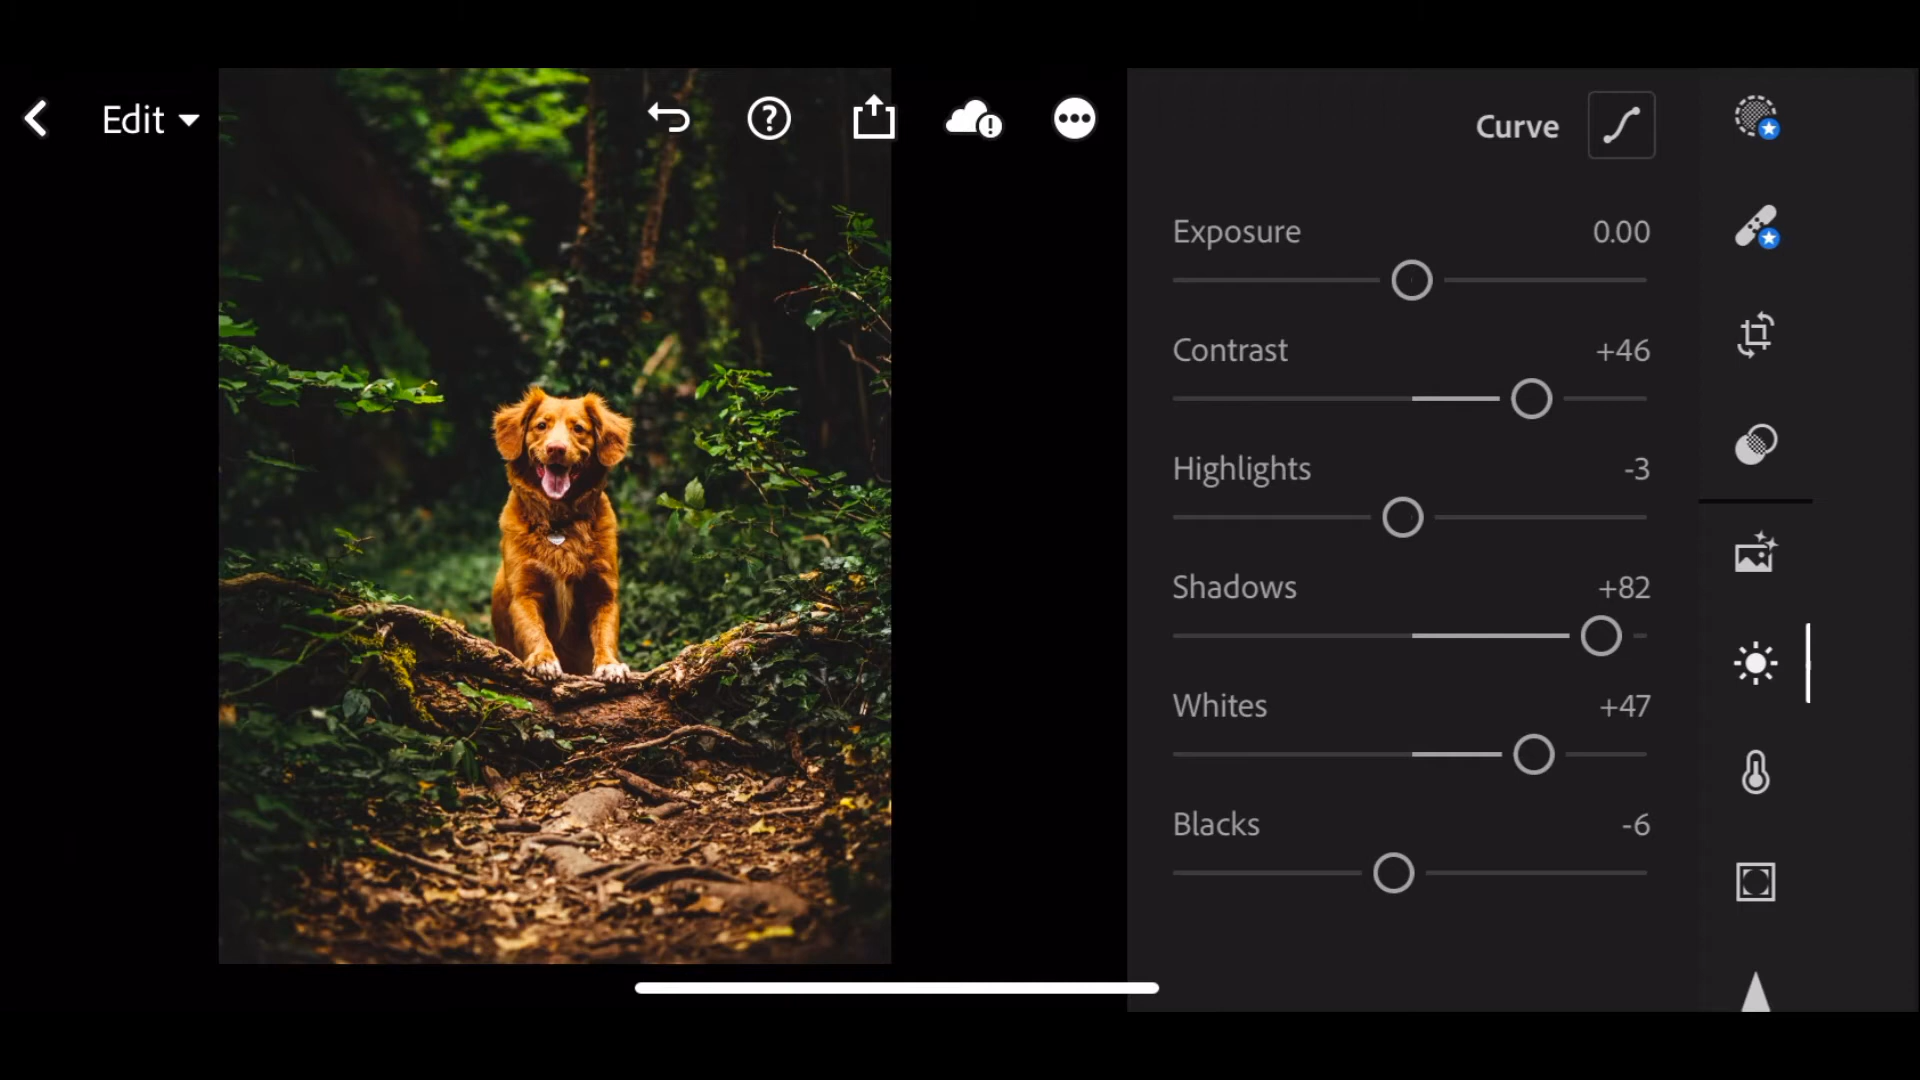 Edit
Curve
Exposure 0.00
Contrast +46
Highlights -3
Shadows +82
Whites +47
Blacks -6